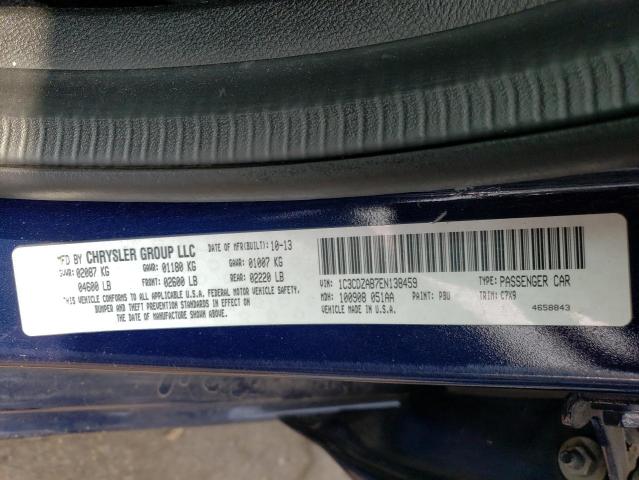 MFD BY CHRYSLER GROUP LLC DATE OF MFR(BUILT): 10-13
GVWR: 02087 KG GAWR: 01180 KG GAWR: 01007 KG
04600 LB FRONT: 02600 LB REAR: 02220 LB
THIS VEHICLE CONFORMS TO ALL APPLICABLE U.S.A. FEDERAL MOTOR VEHICLE SAFETY,
BUMPER AND THEFT PREVENTION STANDARDS IN EFFECT ON
THE DATE OF MANUFACTURE SHOWN ABOVE.
VIN: 1C3CDZAB7EN138459 TYPE: PASSENGER CAR
MDH: 100908 051AA PAINT: PBU TRIM: C7X9
VEHICLE MADE IN U.S.A. 4658843